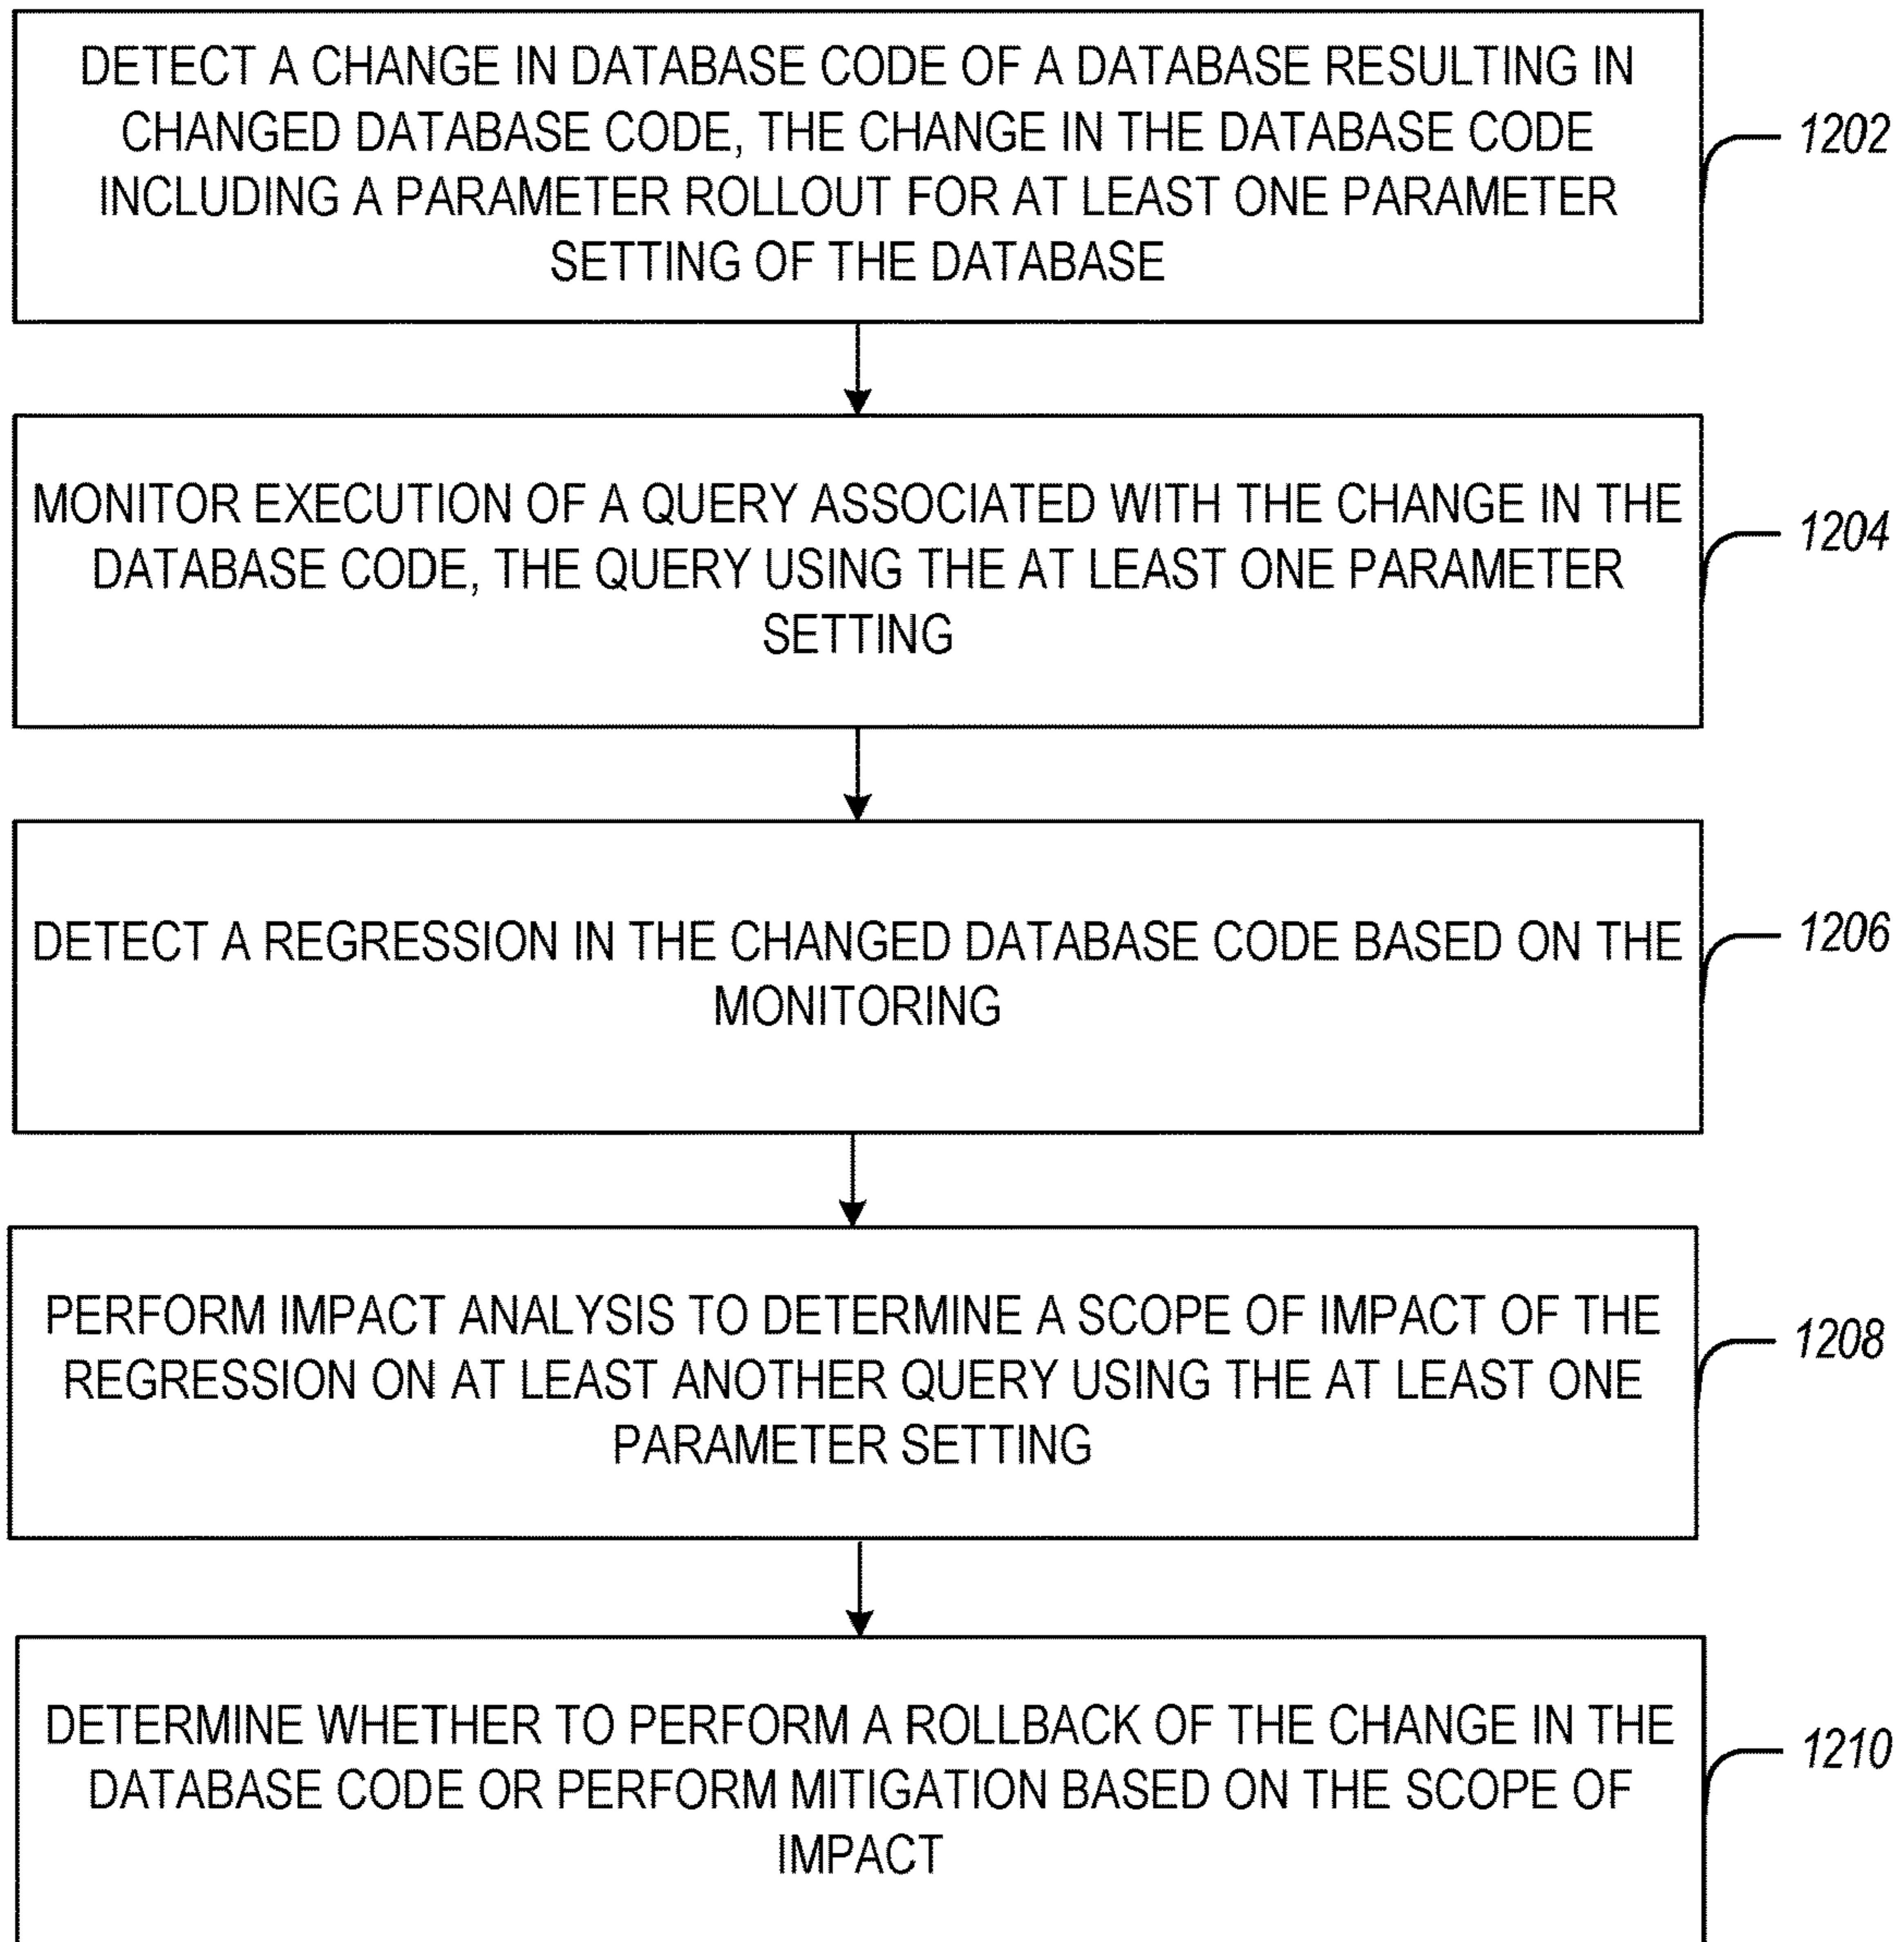 DETECT A CHANGE IN DATABASE CODE OF A DATABASE RESULTING IN
CHANGED DATABASE CODE, THE CHANGE IN THE DATABASE CODE
INCLUDING A PARAMETER ROLLOUT FOR AT LEAST ONE PARAMETER
SETTING OF THE DATABASE
1202
MONITOR EXECUTION OF A QUERY ASSOCIATED WITH THE CHANGE IN THE
DATABASE CODE, THE QUERY USING THE AT LEAST ONE PARAMETER
SETTING
1204
DETECT A REGRESSION IN THE CHANGED DATABASE CODE BASED ON THE
MONITORING
1206
PERFORM IMPACT ANALYSIS TO DETERMINE A SCOPE OF IMPACT OF THE
REGRESSION ON AT LEAST ANOTHER QUERY USING THE AT LEAST ONE
PARAMETER SETTING
1208
DETERMINE WHETHER TO PERFORM A ROLLBACK OF THE CHANGE IN THE
DATABASE CODE OR PERFORM MITIGATION BASED ON THE SCOPE OF
IMPACT
1210